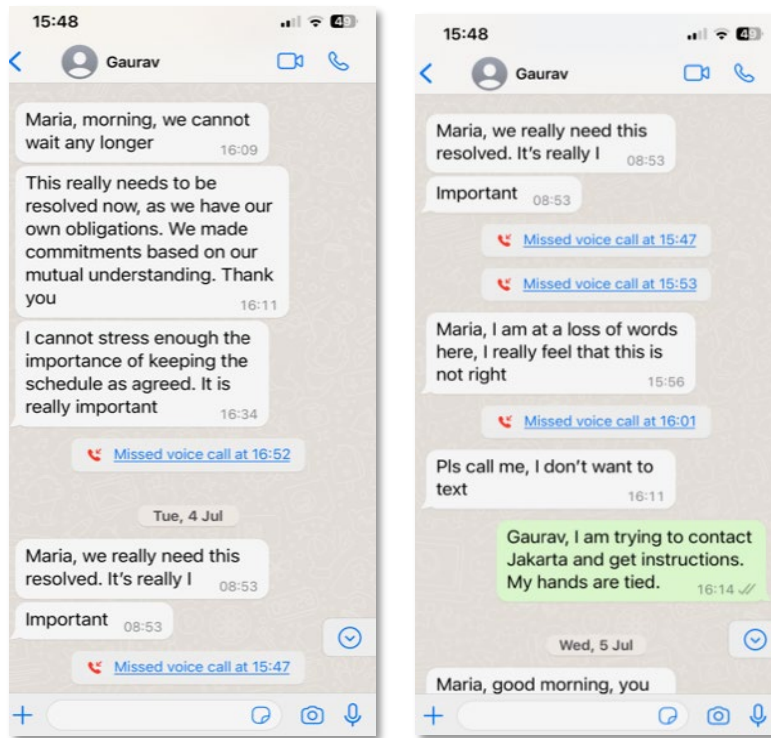 15:48
49
Gaurav
Maria, morning, we cannot
wait any longer
16:09
This really needs to be
resolved now, as we have our
own obligations. We made
commitments based on our
mutual understanding. Thank
you
16:11
I cannot stress enough the
importance of keeping the
schedule as agreed. It is
really important
16:34
Missed voice call at 16:52
Tue, 4 Jul
Maria, we really need this
resolved. It's really I
08:53
Important
08:53
Missed voice call at 15:47
15:48
49
Gaurav
Maria, we really need this
resolved. It's really I
08:53
Important
08:53
Missed voice call at 15:47
Missed voice call at 15:53
Maria, I am at a loss of words
here, I really feel that this is
not right
15:56
Missed voice call at 16:01
Pls call me, I don't want to
text
16:11
Gaurav, I am trying to contact
Jakarta and get instructions.
My hands are tied.
16:14
Wed, 5 Jul
Maria, good morning, you